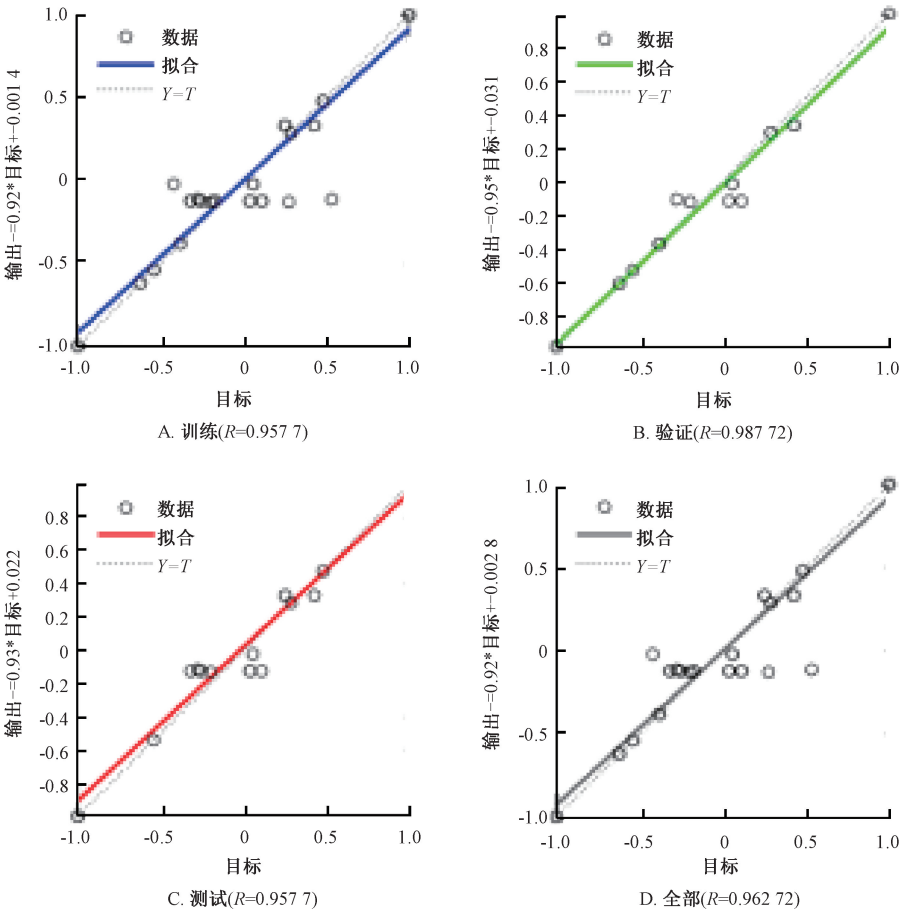 1.0
0.5
0
-0.5
-1.0
输出-=0.92*目标+-0.001 4
数据
拟合
Y=T
-1.0 -0.5 0 0.5 1.0
目标
A. 训练(R=0.957 7)
0.8
0.6
0.4
0.2
0
-0.2
-0.4
-0.6
-0.8
输出-=0.95*目标+-0.031
数据
拟合
Y=T
-1.0 -0.5 0 0.5 1.0
目标
B. 验证(R=0.987 72)
0.8
0.6
0.4
0.2
0
-0.2
-0.4
-0.6
-0.8
输出-=0.93*目标+0.022
数据
拟合
Y=T
-1.0 -0.5 0 0.5 1.0
目标
C. 测试(R=0.957 7)
1.0
0.5
0
-0.5
-1.0
输出-=0.92*目标+-0.002 8
数据
拟合
Y=T
-1.0 -0.5 0 0.5 1.0
目标
D. 全部(R=0.962 72)